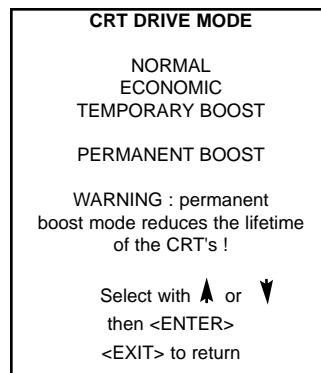 CRT DRIVE MODE
NORMAL
ECONOMIC
TEMPORARY BOOST
PERMANENT BOOST
WARNING : permanent
boost mode reduces the lifetime
of the CRT's !
Select with or
then <ENTER>
<EXIT> to return